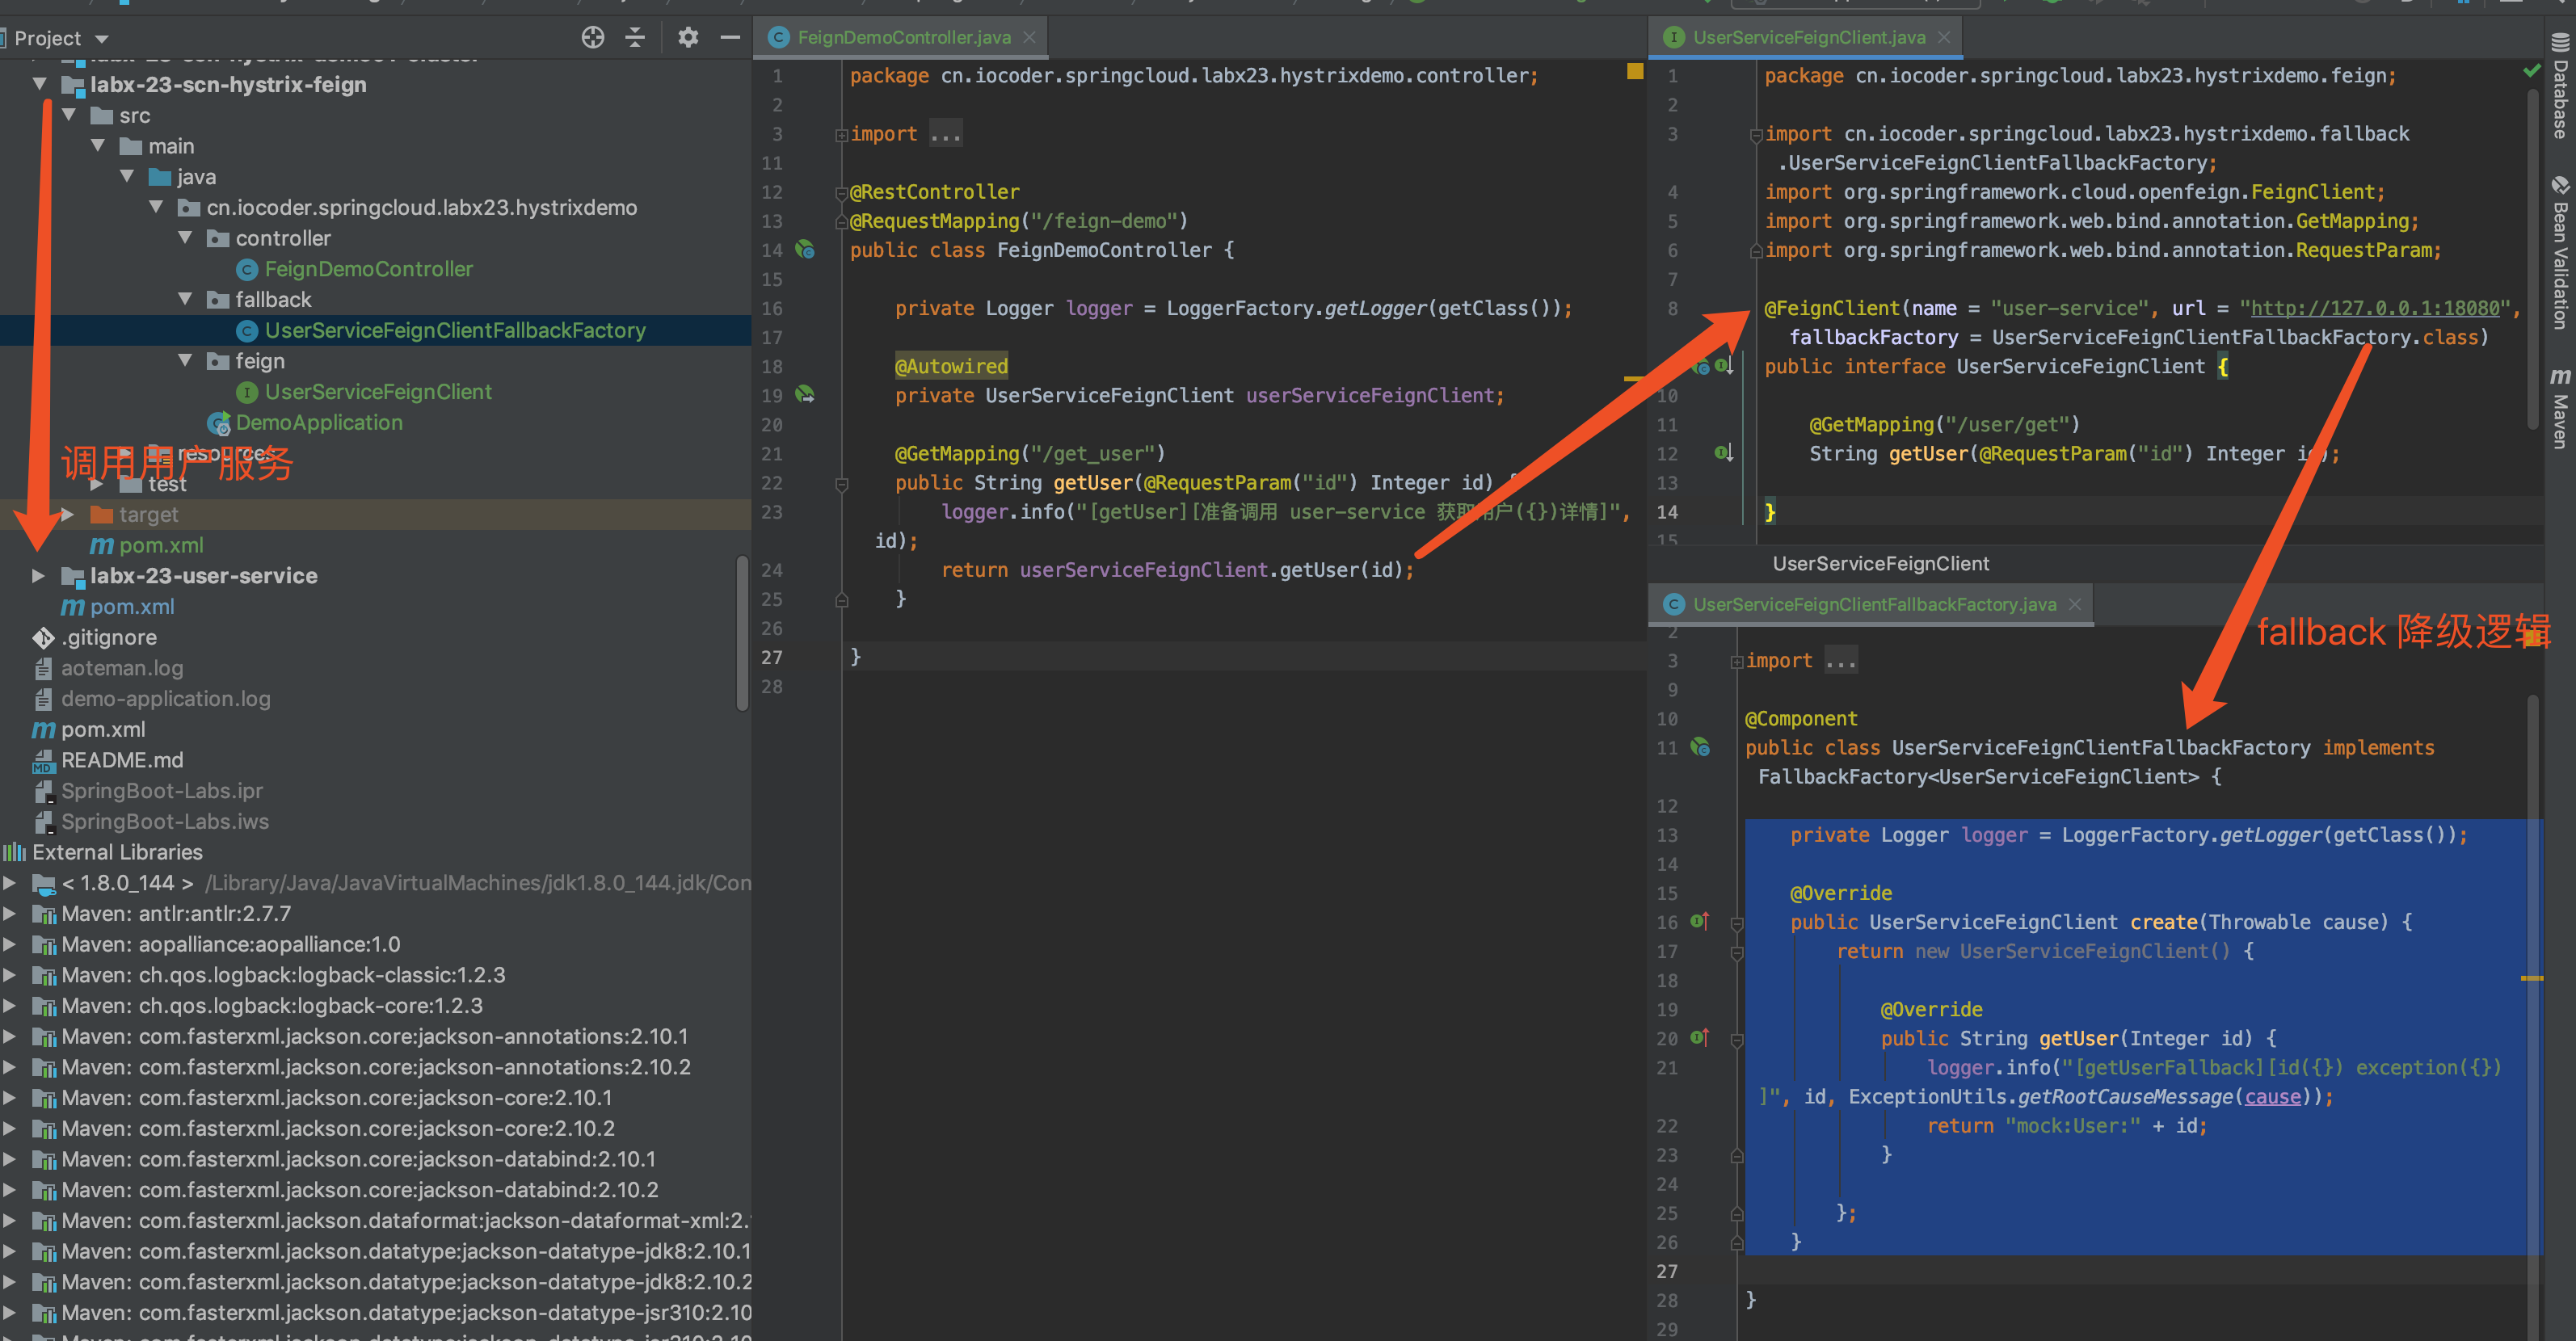 Project
labx-23-scn-hystrix-feign
src
main
java
cn.iocoder.springcloud.labx23.hystrixdemo
controller
FeignDemoController
fallback
UserServiceFeignClientFallbackFactory
feign
UserServiceFeignClient
DemoApplication
resources
调用用户服务
test
target
pom.xml
labx-23-user-service
pom.xml
.gitignore
aoteman.log
demo-application.log
pom.xml
README.md
SpringBoot-Labs.ipr
SpringBoot-Labs.iws
External Libraries
< 1.8.0_144 > /Library/Java/JavaVirtualMachines/jdk1.8.0_144.jdk/Con
Maven: antlr:antlr:2.7.7
Maven: aopalliance:aopalliance:1.0
Maven: ch.qos.logback:logback-classic:1.2.3
Maven: ch.qos.logback:logback-core:1.2.3
Maven: com.fasterxml.jackson.core:jackson-annotations:2.10.1
Maven: com.fasterxml.jackson.core:jackson-annotations:2.10.2
Maven: com.fasterxml.jackson.core:jackson-core:2.10.1
Maven: com.fasterxml.jackson.core:jackson-core:2.10.2
Maven: com.fasterxml.jackson.core:jackson-databind:2.10.1
Maven: com.fasterxml.jackson.core:jackson-databind:2.10.2
Maven: com.fasterxml.jackson.dataformat:jackson-dataformat-xml:2.
Maven: com.fasterxml.jackson.datatype:jackson-datatype-jdk8:2.10.1
Maven: com.fasterxml.jackson.datatype:jackson-datatype-jdk8:2.10.2
Maven: com.fasterxml.jackson.datatype:jackson-datatype-jsr310:2.10
FeignDemoController.java
1 package cn.iocoder.springcloud.labx23.hystrixdemo.controller;
2
3 import ...
11
12 @RestController
13 @RequestMapping("/feign-demo")
14 public class FeignDemoController {
15
16 private Logger logger = LoggerFactory.getLogger(getClass());
17
18 @Autowired
19 private UserServiceFeignClient userServiceFeignClient;
20
21 @GetMapping("/get_user")
22 public String getUser(@RequestParam("id") Integer id) {
23 logger.info("[getUser][准备调用 user-service 获取用户({})详情]",
id);
24 return userServiceFeignClient.getUser(id);
25 }
26
27 }
28
UserServiceFeignClient.java
1 package cn.iocoder.springcloud.labx23.hystrixdemo.feign;
2
3 import cn.iocoder.springcloud.labx23.hystrixdemo.fallback
.UserServiceFeignClientFallbackFactory;
4 import org.springframework.cloud.openfeign.FeignClient;
5 import org.springframework.web.bind.annotation.GetMapping;
6 import org.springframework.web.bind.annotation.RequestParam;
7
8 @FeignClient(name = "user-service", url = "http://127.0.0.1:18080",
fallbackFactory = UserServiceFeignClientFallbackFactory.class)
public interface UserServiceFeignClient {
10
11 @GetMapping("/user/get")
12 String getUser(@RequestParam("id") Integer id);
13
14 }
15
UserServiceFeignClient
UserServiceFeignClientFallbackFactory.java
fallback 降级逻辑
2
3 import ...
9
10 @Component
11 public class UserServiceFeignClientFallbackFactory implements
FallbackFactory<UserServiceFeignClient> {
12
13 private Logger logger = LoggerFactory.getLogger(getClass());
14
15 @Override
16 public UserServiceFeignClient create(Throwable cause) {
17 return new UserServiceFeignClient() {
18
19 @Override
20 public String getUser(Integer id) {
21 logger.info("[getUserFallback][id({}) exception({})
]", id, ExceptionUtils.getRootCauseMessage(cause));
22 return "mock:User:" + id;
23 }
24
25 };
26 }
27
28 }
29
Database
Bean Validation
Maven